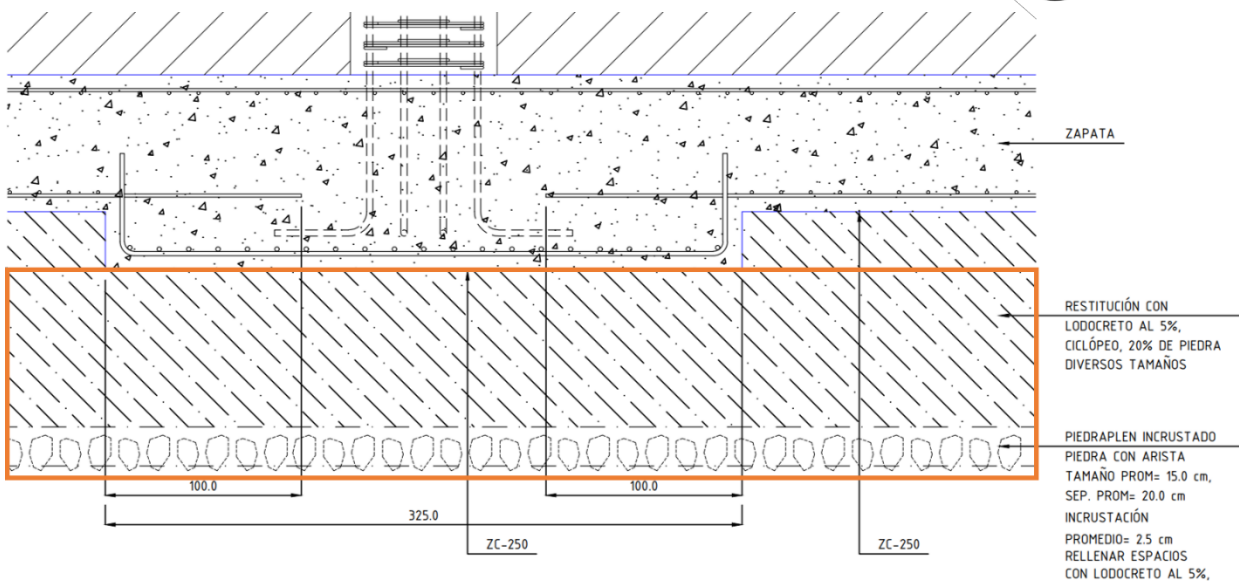 ZAPATA
RESTITUCIÓN CON
LODOCRETO AL 5%,
CICLÓPEO, 20% DE PIEDRA
DIVERSOS TAMAÑOS
PIEDRAPLEN INCRUSTADO
PIEDRA CON ARISTA
TAMAÑO PROM= 15.0 cm,
SEP. PROM= 20.0 cm
INCRUSTACIÓN
PROMEDIO= 2.5 cm
RELLENAR ESPACIOS
CON LODOCRETO AL 5%,
100.0
100.0
325.0
ZC-250
ZC-250